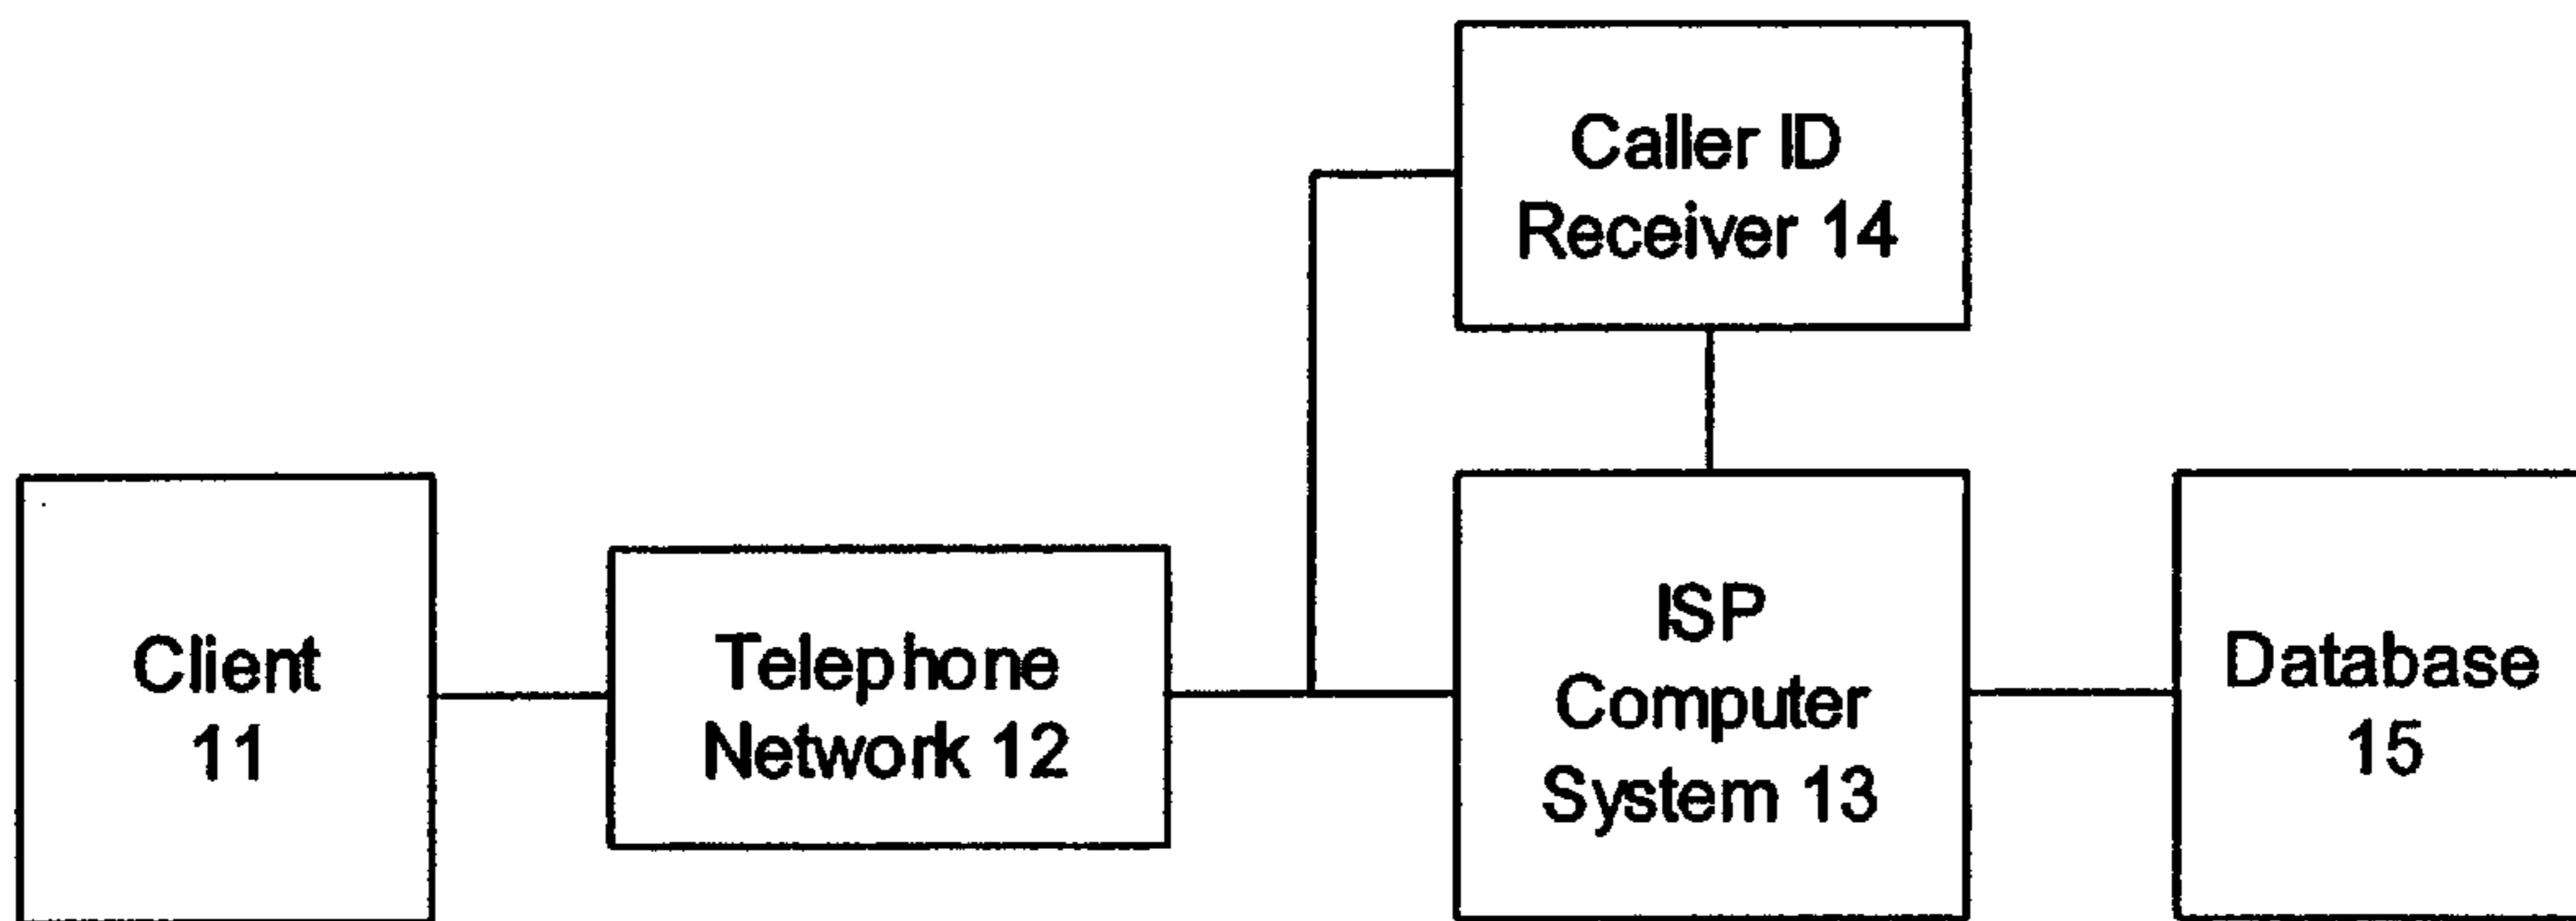 Caller ID
Receiver 14
Client
11
Telephone
Network 12
ISP
Computer
System 13
Database
15